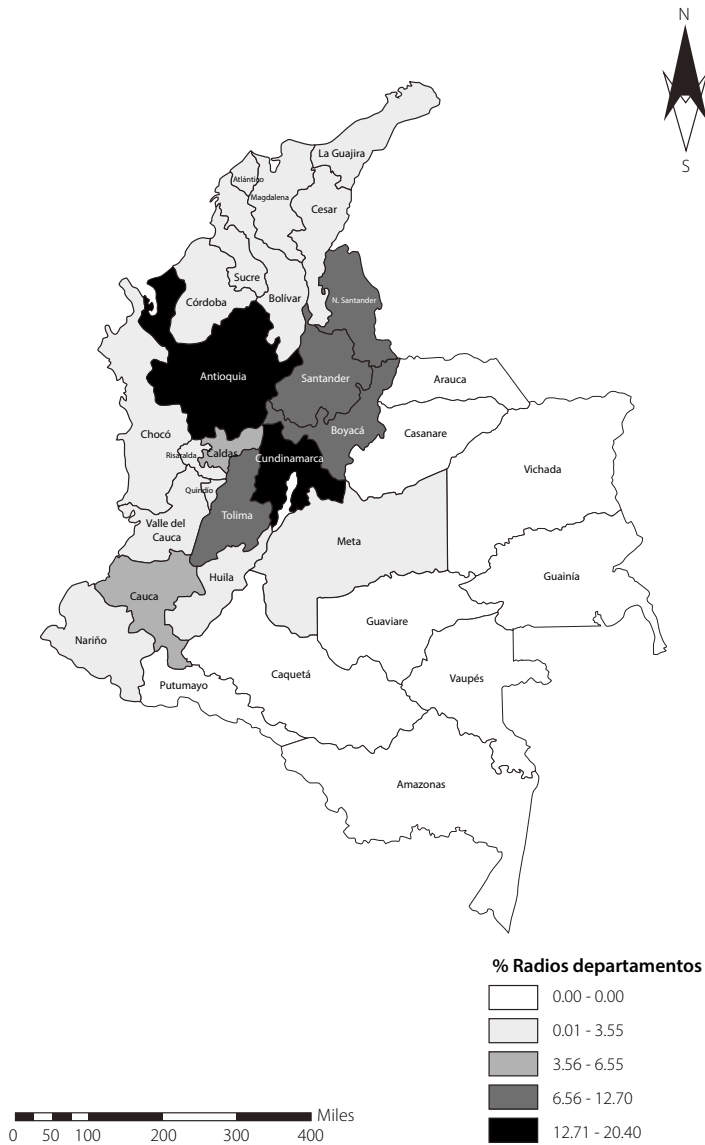 N
S
La Guajira
Atlántico
Magdalena
Cesar
Sucre
Córdoba
Bolívar
N. Santander
Antioquia
Santander
Arauca
Chocó
Boyacá
Casanare
Risaralda
Caldas
Cundinamarca
Vichada
Quindío
Tolima
Valle del
Cauca
Meta
Huila
Guainía
Cauca
Guaviare
Nariño
Caquetá
Vaupés
Putumayo
Amazonas
% Radios departamentos
0.00 - 0.00
0.01 - 3.55
3.56 - 6.55
6.56 - 12.70
12.71 - 20.40
Miles
0 50 100 200 300 400